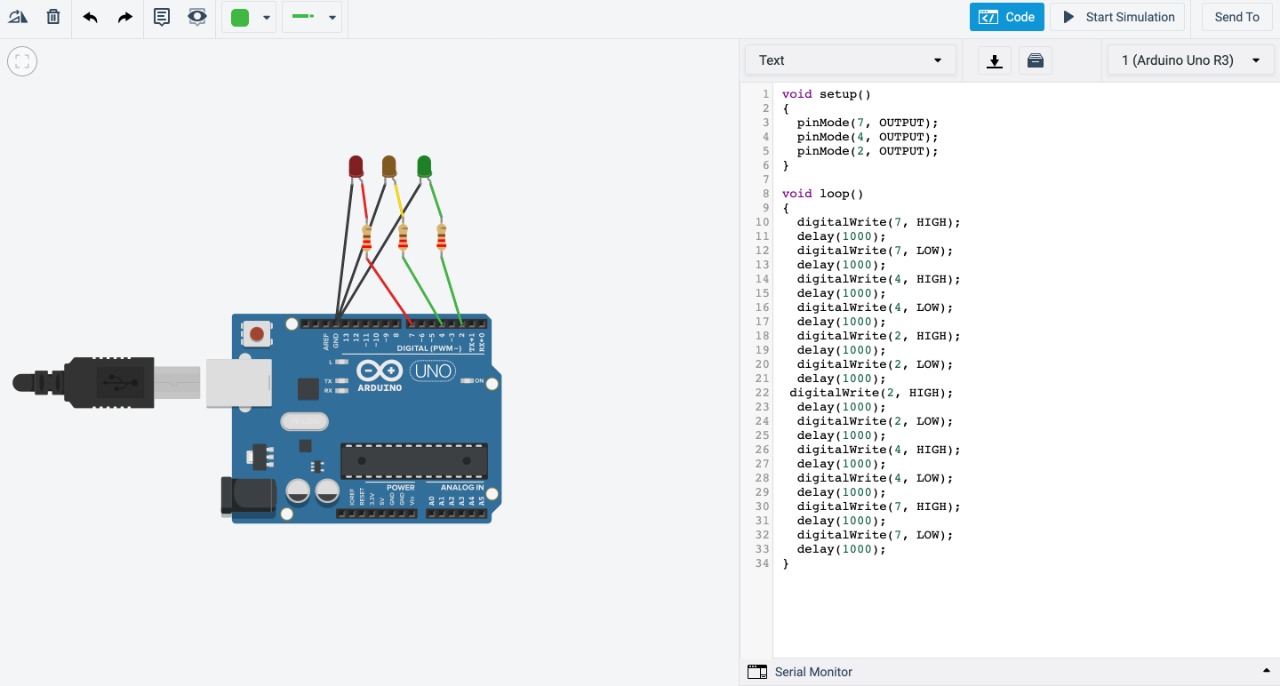 Code
Start Simulation
Send To
Text
1 (Arduino Uno R3)
1 void setup()
2 {
3   pinMode(7, OUTPUT);
4   pinMode(4, OUTPUT);
5   pinMode(2, OUTPUT);
6 }
7
8 void loop()
9 {
10   digitalWrite(7, HIGH);
11   delay(1000);
12   digitalWrite(7, LOW);
13   delay(1000);
14   digitalWrite(4, HIGH);
15   delay(1000);
16   digitalWrite(4, LOW);
17   delay(1000);
18   digitalWrite(2, HIGH);
19   delay(1000);
20   digitalWrite(2, LOW);
21   delay(1000);
22  digitalWrite(2, HIGH);
23   delay(1000);
24   digitalWrite(2, LOW);
25   delay(1000);
26   digitalWrite(4, HIGH);
27   delay(1000);
28   digitalWrite(4, LOW);
29   delay(1000);
30   digitalWrite(7, HIGH);
31   delay(1000);
32   digitalWrite(7, LOW);
33   delay(1000);
34 }
AREF GND 13 12 ~11 ~10 ~9 8 7 ~6 ~5 4 ~3 2 TX→1 RX←0
DIGITAL (PWM~)
L
TX
RX
UNO
ON
ARDUINO
POWER
ANALOG IN
IOREF RESET 3.3V 5V GND GND Vin A0 A1 A2 A3 A4 A5
Serial Monitor